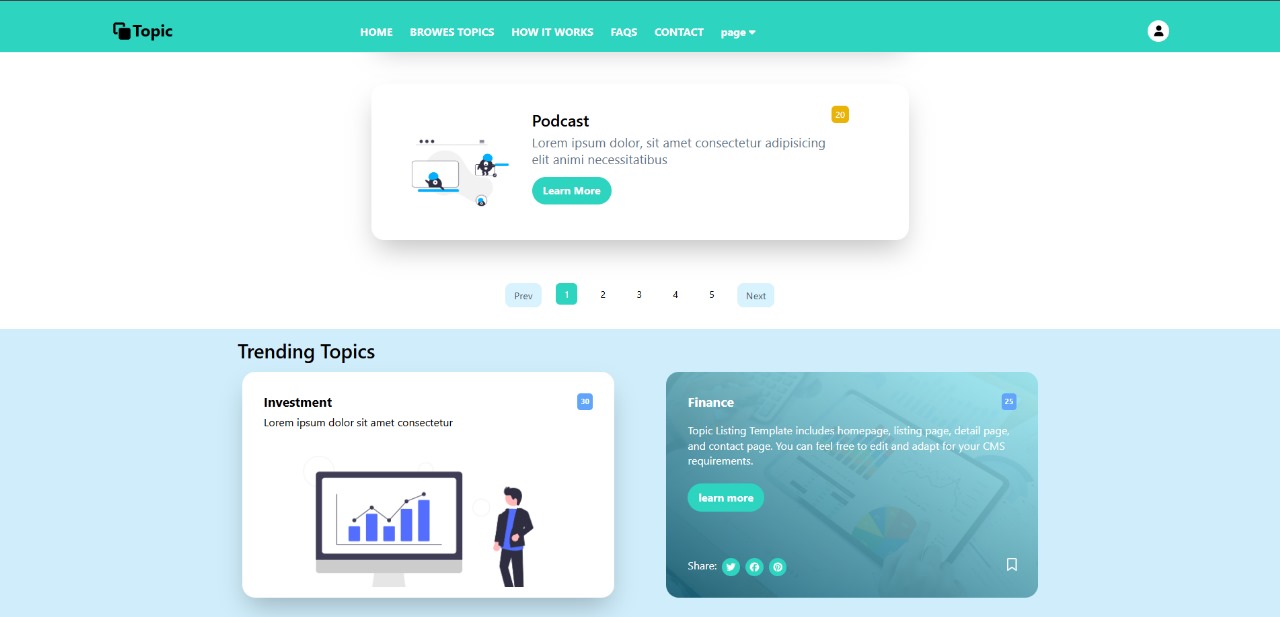 Topic
HOME BROWES TOPICS HOW IT WORKS FAQS CONTACT page
Podcast
20
Lorem ipsum dolor, sit amet consectetur adipisicing
elit animi necessitatibus
Learn More
Prev 1 2 3 4 5 Next
Trending Topics
Investment
30
Lorem ipsum dolor sit amet consectetur
Finance
25
Topic Listing Template includes homepage, listing page, detail page,
and contact page. You can feel free to edit and adapt for your CMS
requirements.
learn more
Share: